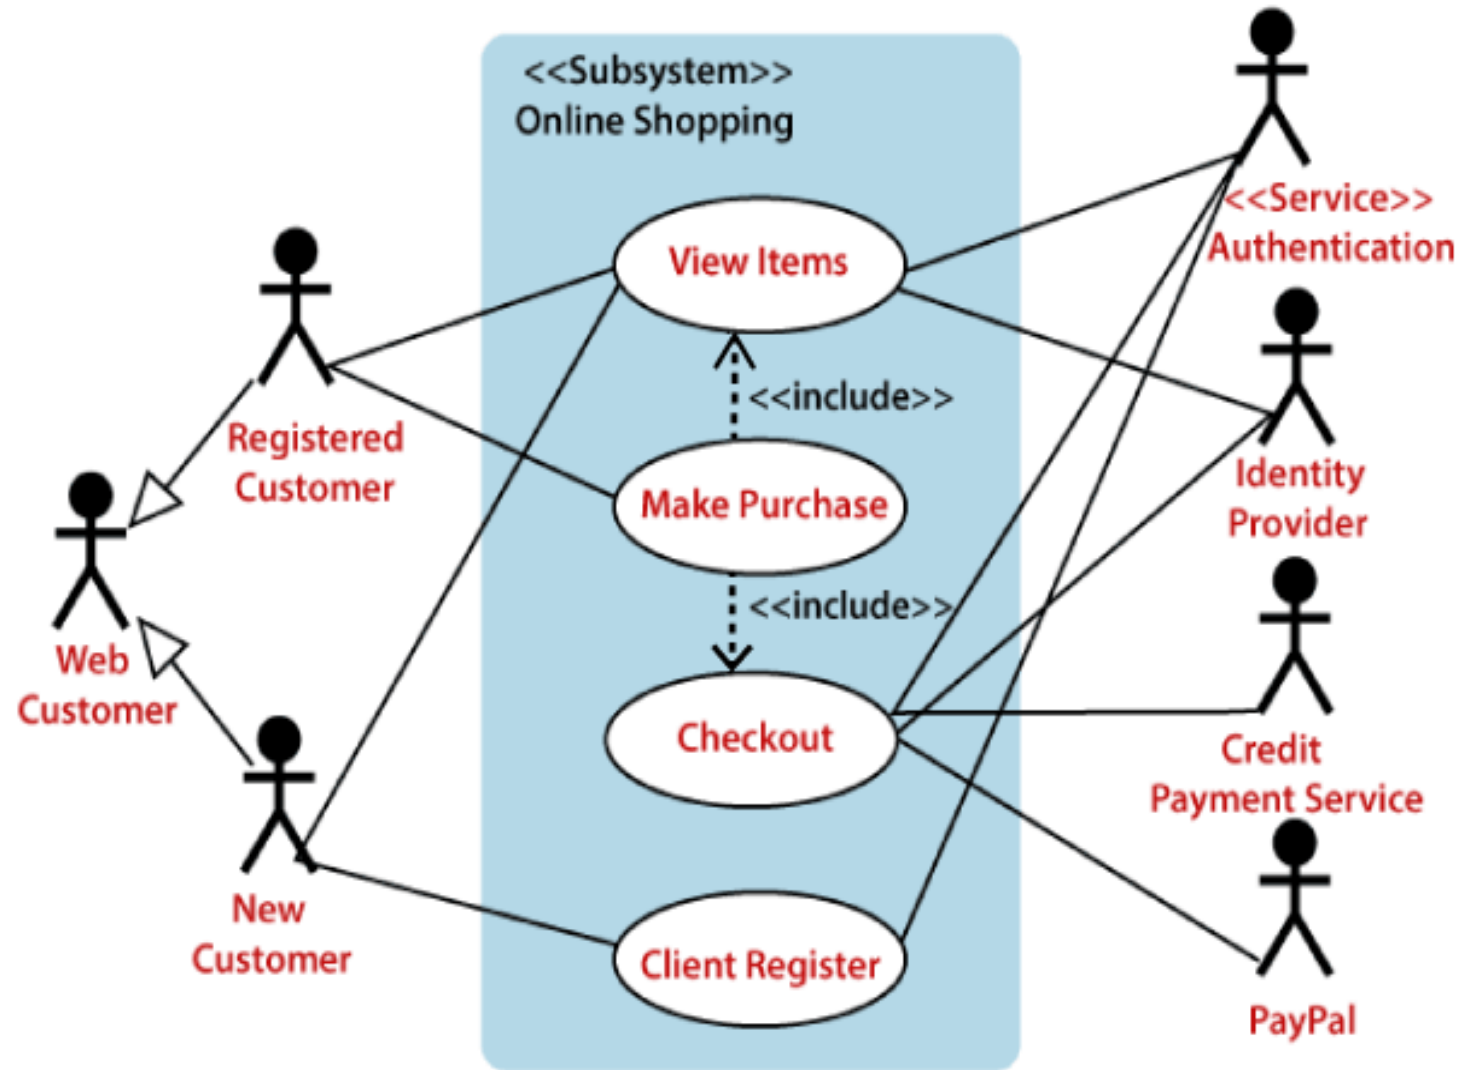 <<Subsystem>>
Online Shopping
View Items
<<include>>
Make Purchase
<<include>>
Checkout
Client Register
Registered
Customer
Web
Customer
New
Customer
<<Service>>
Authentication
Identity
Provider
Credit
Payment Service
PayPal